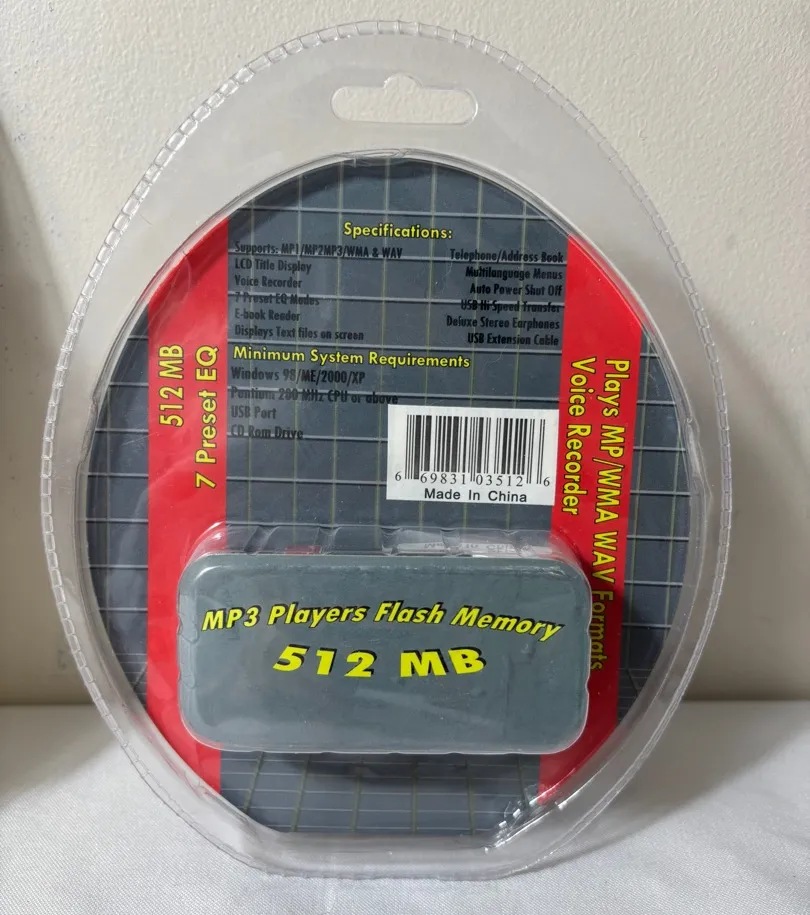 Specifications:
Supports: MP1/MP2MP3/WMA & WAV
LCD Title Display
Voice Recorder
7 Preset EQ Modes
E-book Reader
Displays Text files on screen
Telephone/Address Book
Multilanguage Menus
Auto Power Shut Off
USB Hi-Speed Transfer
Deluxe Stereo Earphones
USB Extension Cable
Minimum System Requirements
Windows 98/ME/2000/XP
Pentium 200 MHz CPU or above
USB Port
CD Rom Drive
512 MB
7 Preset EQ
Plays MP/WMA WAV Formats
Voice Recorder
6 69831 03512 6
Made In China
MP3 Players Flash Memory
512 MB